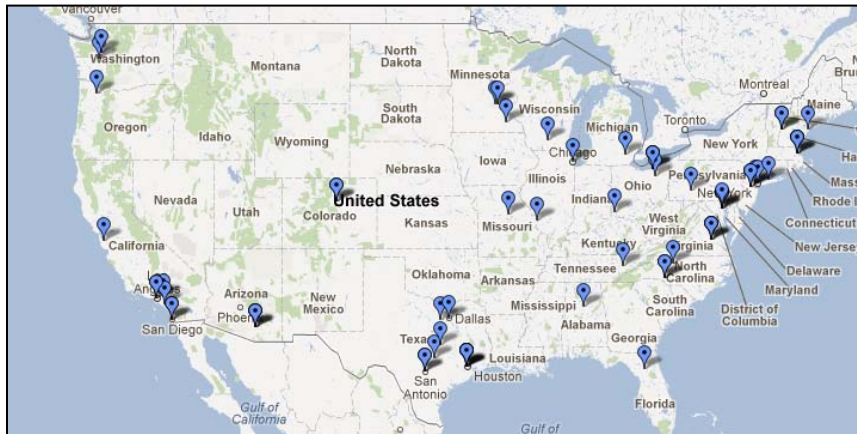 Vancouver
Washington
Montana
North
Dakota
Minnesota
Montreal
Maine
Oregon
Idaho
Wyoming
South
Dakota
Wisconsin
Michigan
Toronto
New York
Chicago
Iowa
Nebraska
Pennsylvania
New York
Rhode
Connecticut
New Jersey
Delaware
Maryland
District of
Columbia
Nevada
Utah
Colorado
United States
Kansas
Missouri
Illinois
Ohio
West
Virginia
Kentucky
California
Oklahoma
Arkansas
Tennessee
North
Carolina
Arizona
New
Mexico
Mississippi
South
Carolina
San Diego
Dallas
Alabama
Georgia
Louisiana
San
Antonio
Houston
Florida
Gulf of
California
Gulf of